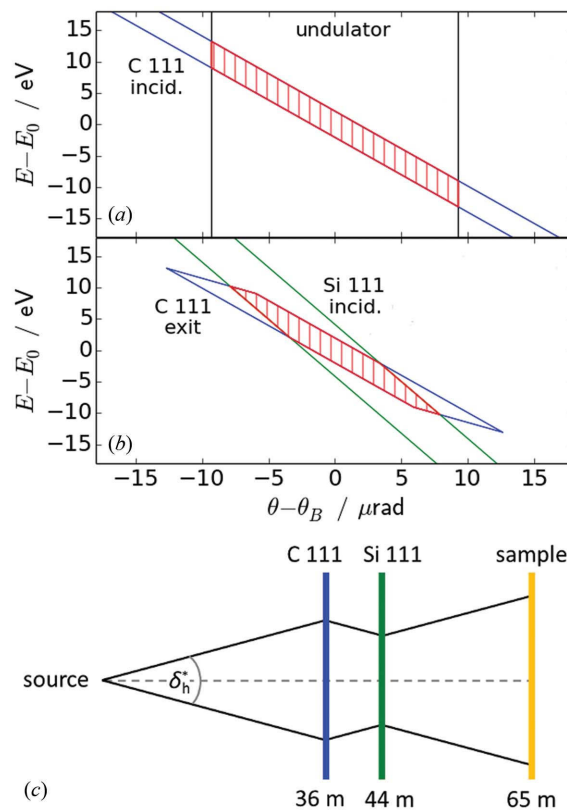 undulator
C 111
incid.
E−E₀ / eV
15
10
5
0
−5
−10
−15
(a)
Si 111
incid.
C 111
exit
E−E₀ / eV
15
10
5
0
−5
−10
−15
(b)
−15 −10 −5 0 5 10 15
θ−θ_B / μrad
C 111 Si 111 sample
source
δ*h
(c)
36 m 44 m 65 m